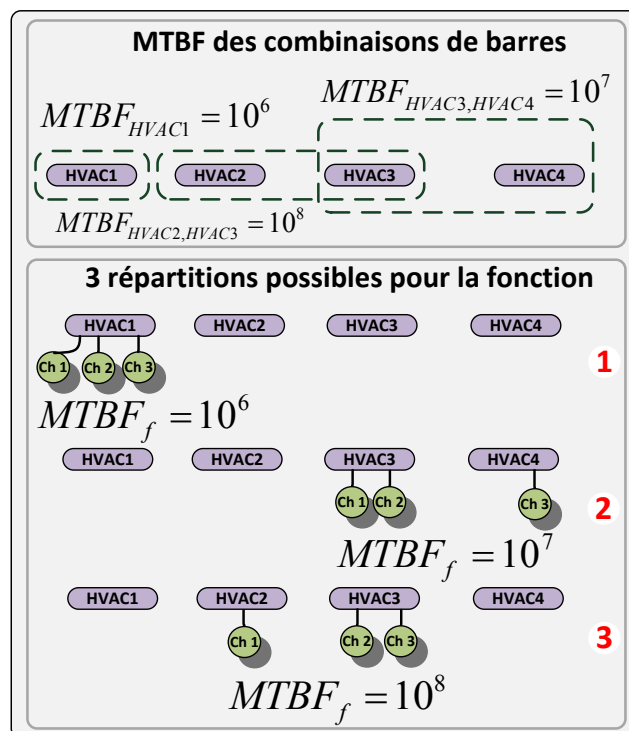 MTBF des combinaisons de barres
MTBF_{HVAC3,HVAC4} = 10^7
MTBF_{HVAC1} = 10^6
HVAC1 HVAC2 HVAC3 HVAC4
MTBF_{HVAC2,HVAC3} = 10^8
3 répartitions possibles pour la fonction
HVAC1 HVAC2 HVAC3 HVAC4
1
Ch 1 Ch 2 Ch 3
MTBF_f = 10^6
HVAC1 HVAC2 HVAC3 HVAC4
Ch 1 Ch 2 Ch 3
2
MTBF_f = 10^7
HVAC1 HVAC2 HVAC3 HVAC4
Ch 1 Ch 2 Ch 3
3
MTBF_f = 10^8